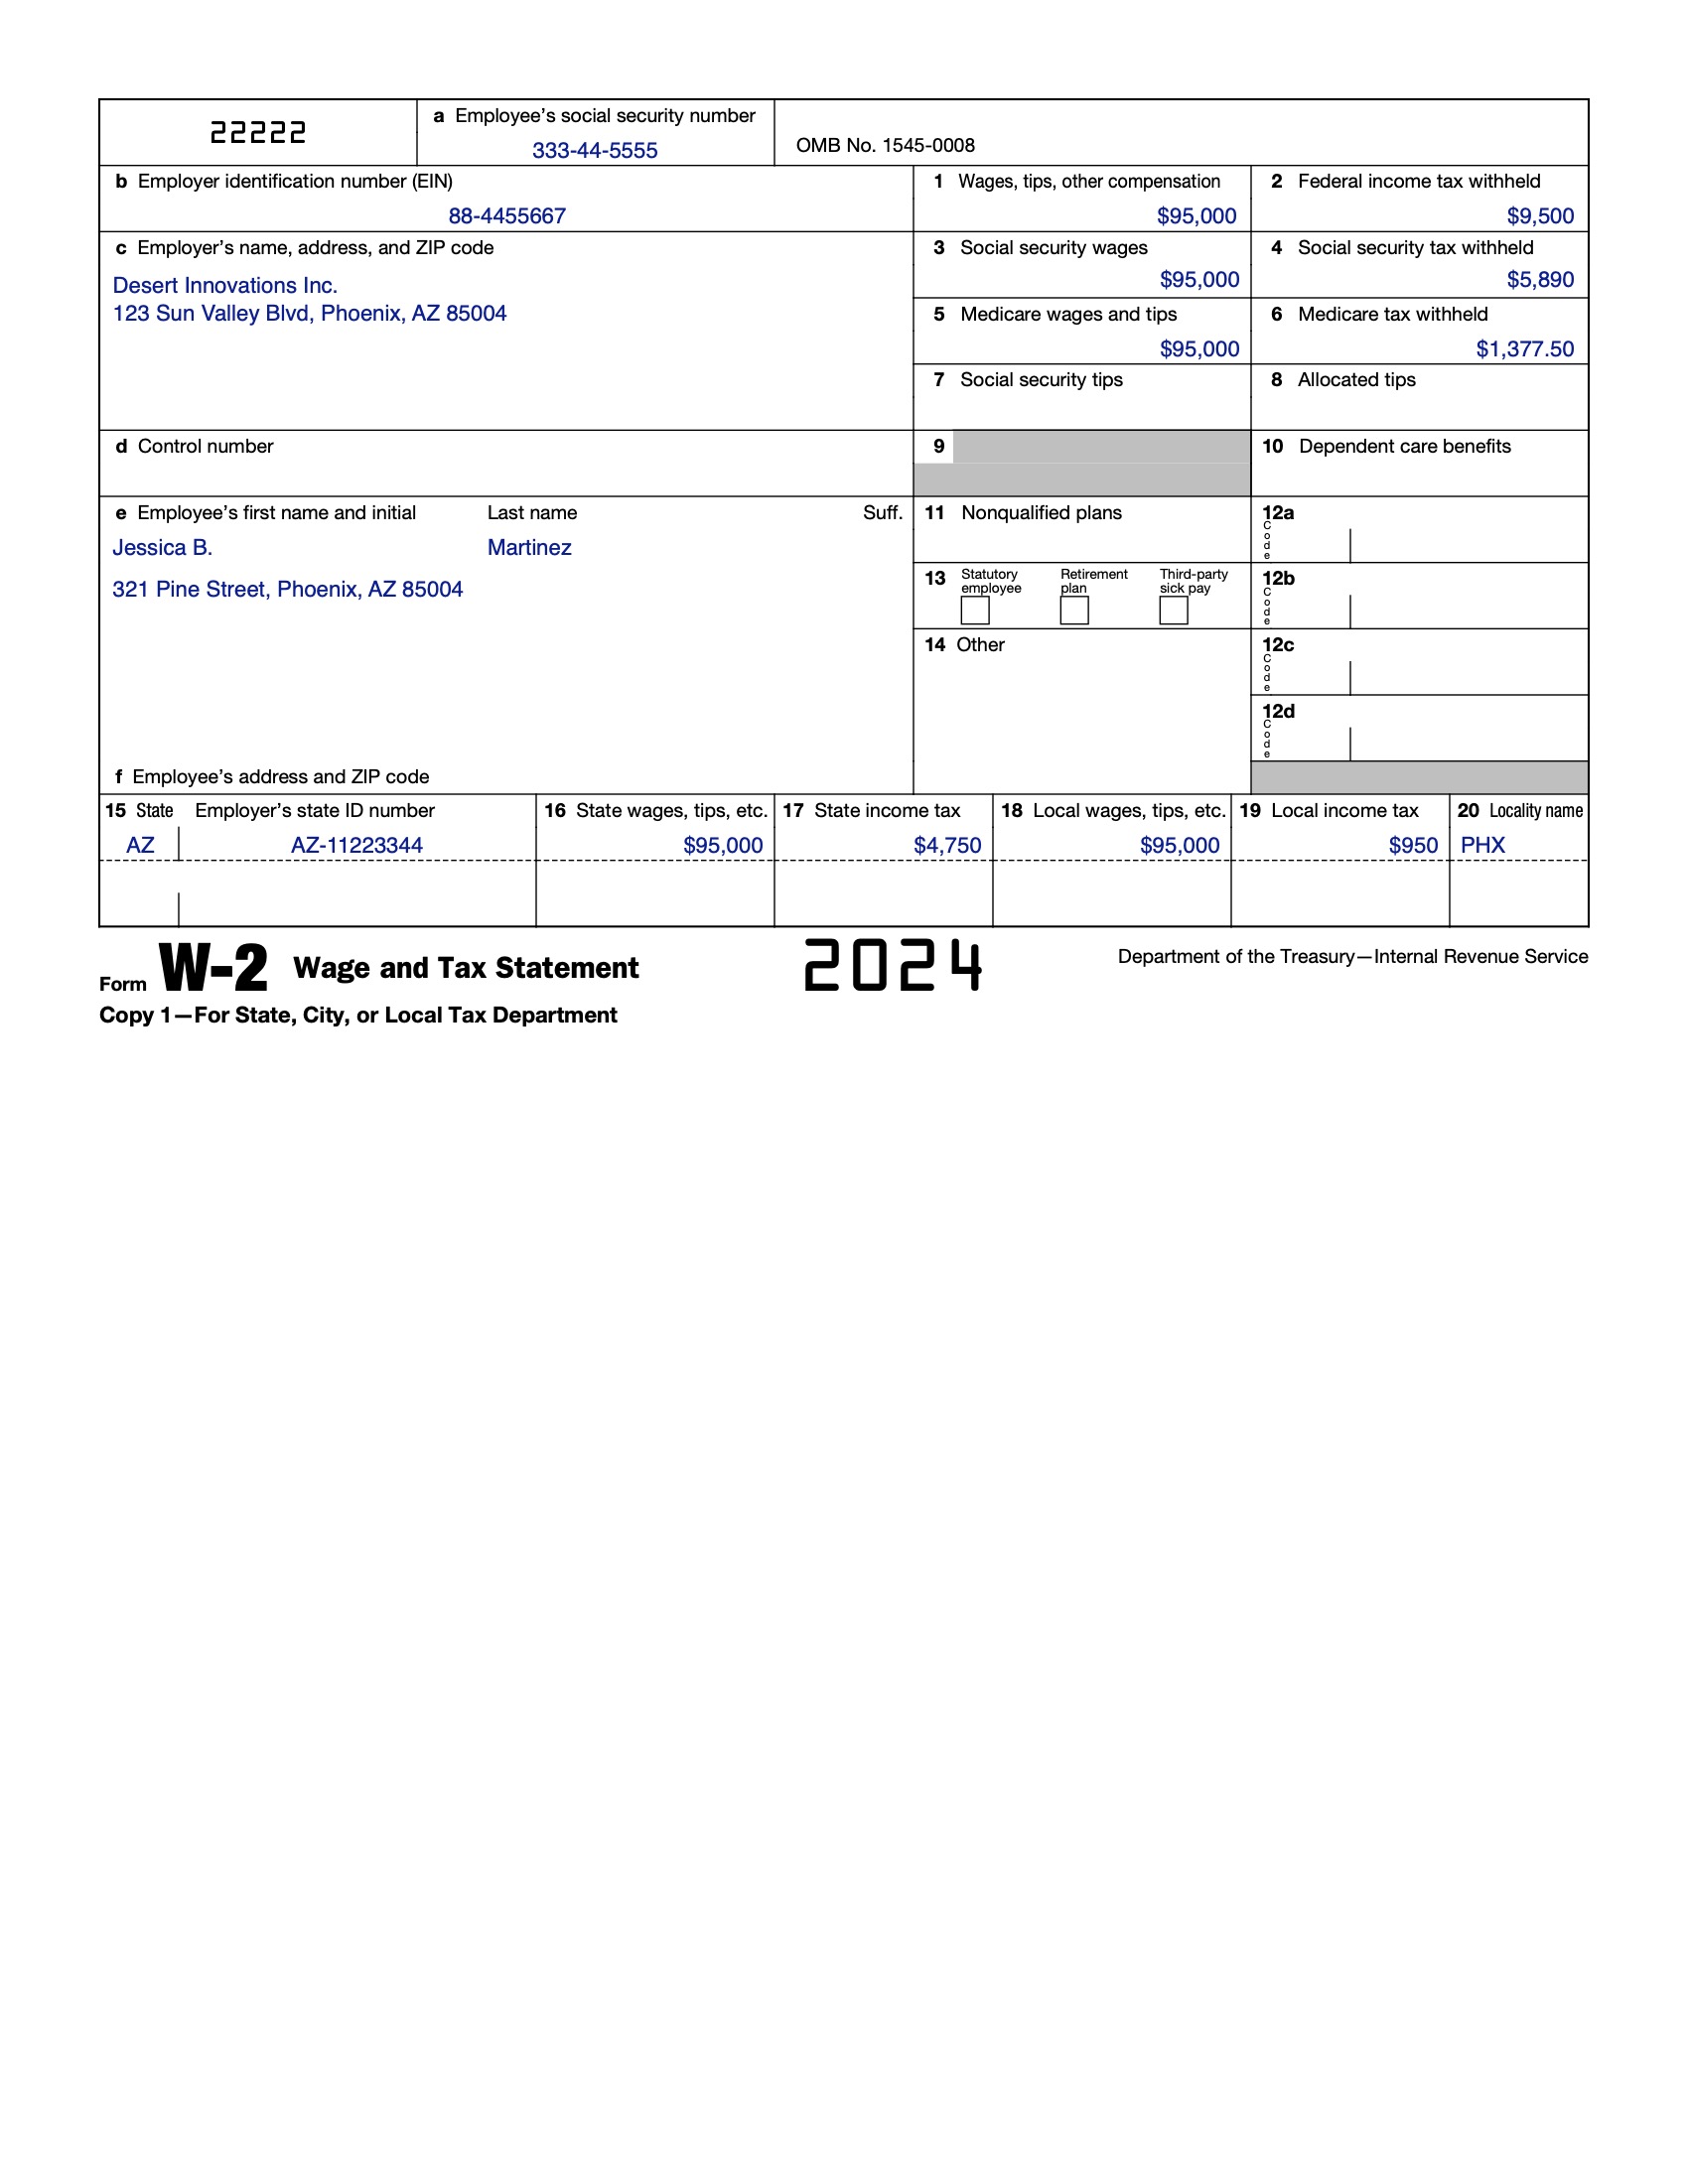 22222
a Employee's social security number
333-44-5555
OMB No. 1545-0008
b Employer identification number (EIN)
88-4455667
1 Wages, tips, other compensation
$95,000
2 Federal income tax withheld
$9,500
c Employer's name, address, and ZIP code
Desert Innovations Inc.
123 Sun Valley Blvd, Phoenix, AZ 85004
3 Social security wages
$95,000
4 Social security tax withheld
$5,890
5 Medicare wages and tips
$95,000
6 Medicare tax withheld
$1,377.50
7 Social security tips
8 Allocated tips
d Control number
9
10 Dependent care benefits
e Employee's first name and initial
Last name
Suff.
Jessica B.
Martinez
321 Pine Street, Phoenix, AZ 85004
f Employee's address and ZIP code
11 Nonqualified plans
12a
Code
13 Statutory employee
Retirement plan
Third-party sick pay
12b
Code
14 Other
12c
Code
12d
Code
15 State
AZ
Employer's state ID number
AZ-11223344
16 State wages, tips, etc.
$95,000
17 State income tax
$4,750
18 Local wages, tips, etc.
$95,000
19 Local income tax
$950
20 Locality name
PHX
Form W-2 Wage and Tax Statement
2024
Department of the Treasury—Internal Revenue Service
Copy 1—For State, City, or Local Tax Department